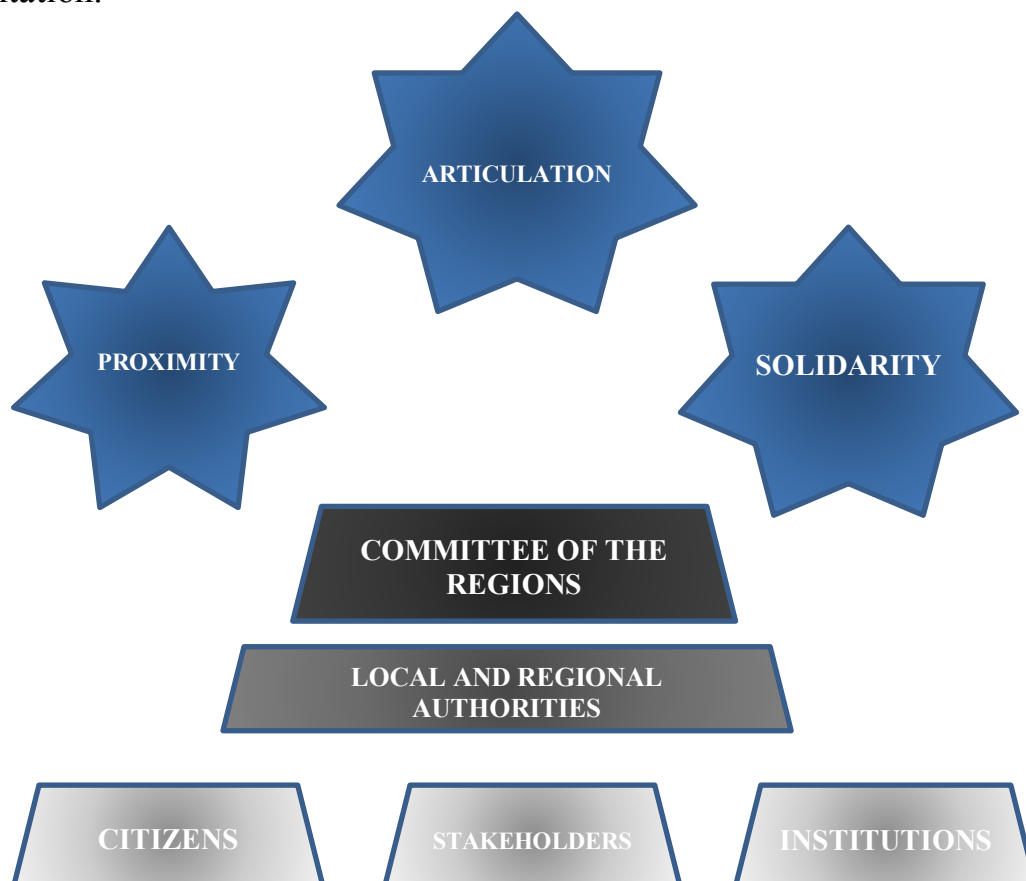 ARTICULATION
PROXIMITY
SOLIDARITY
COMMITTEE OF THE
REGIONS
LOCAL AND REGIONAL
AUTHORITIES
CITIZENS
STAKEHOLDERS
INSTITUTIONS